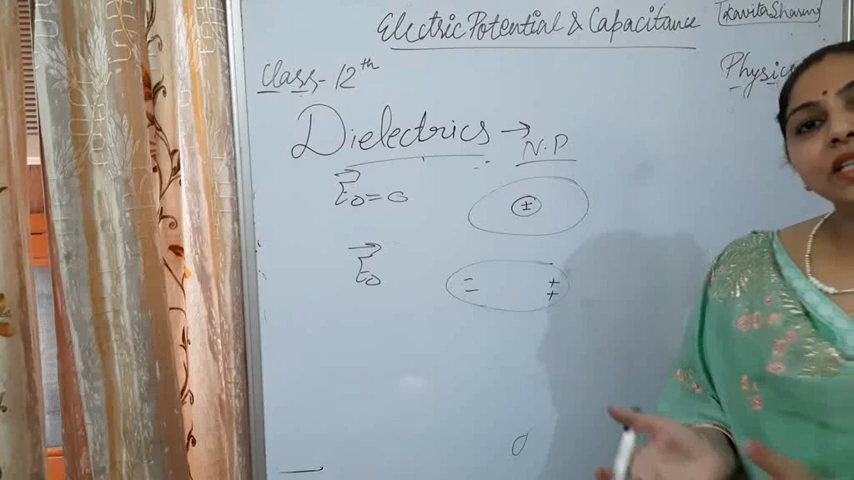 Electric Potential & Capacitance
Kavita Sharma
Class-12th
Physics
Dielectrics →
N.P
E₀=0
±
E₀
- +
- +